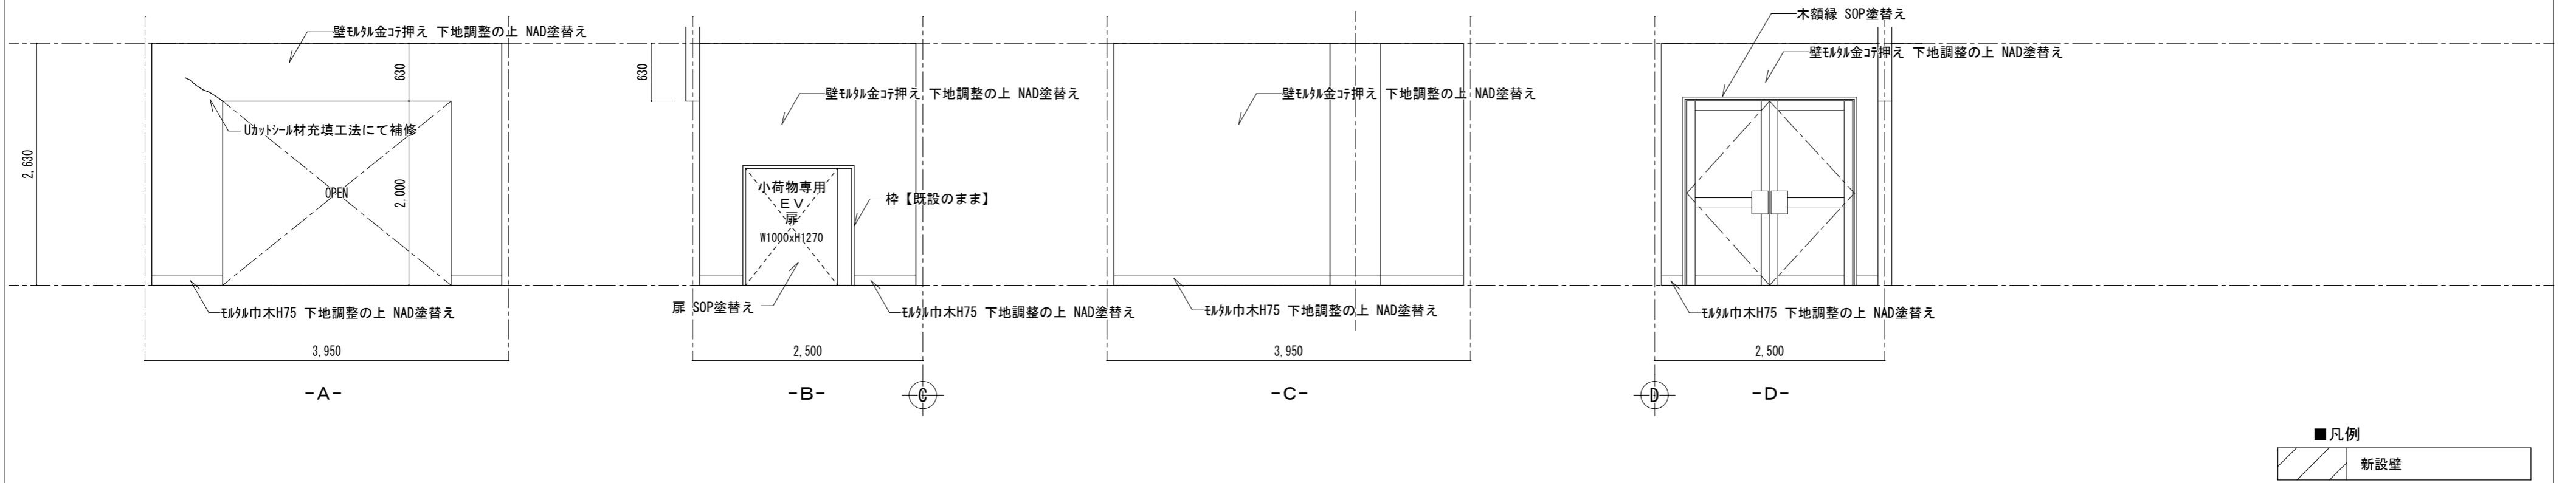 壁ﾓﾙﾀﾙ金ｺﾃ押え 下地調整の上 NAD塗替え
630
2,630
Uｶｯﾄｼｰﾙ材充填工法にて補修
OPEN
2,000
ﾓﾙﾀﾙ巾木H75 下地調整の上 NAD塗替え
3,950
-A-
630
壁ﾓﾙﾀﾙ金ｺﾃ押え 下地調整の上 NAD塗替え
小荷物専用
ＥＶ
扉
W1000xH1270
枠【既設のまま】
扉 SOP塗替え
ﾓﾙﾀﾙ巾木H75 下地調整の上 NAD塗替え
2,500
-B-
C
壁ﾓﾙﾀﾙ金ｺﾃ押え 下地調整の上 NAD塗替え
ﾓﾙﾀﾙ巾木H75 下地調整の上 NAD塗替え
3,950
-C-
木額縁 SOP塗替え
壁ﾓﾙﾀﾙ金ｺﾃ押え 下地調整の上 NAD塗替え
ﾓﾙﾀﾙ巾木H75 下地調整の上 NAD塗替え
2,500
D
-D-
■凡例
新設壁